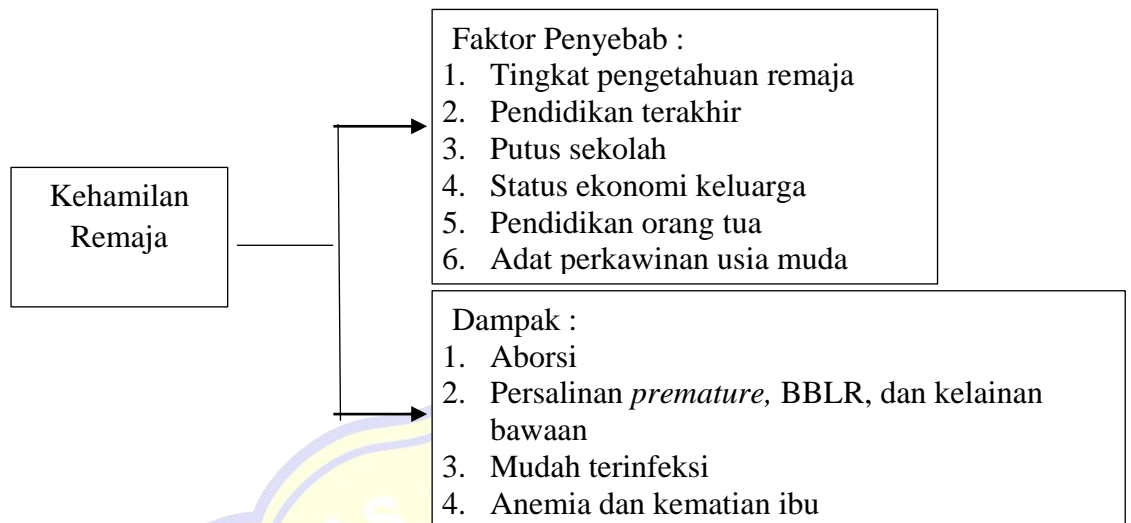 Kehamilan
Remaja
Faktor Penyebab :
1. Tingkat pengetahuan remaja
2. Pendidikan terakhir
3. Putus sekolah
4. Status ekonomi keluarga
5. Pendidikan orang tua
6. Adat perkawinan usia muda
Dampak :
1. Aborsi
2. Persalinan premature, BBLR, dan kelainan
bawaan
3. Mudah terinfeksi
4. Anemia dan kematian ibu